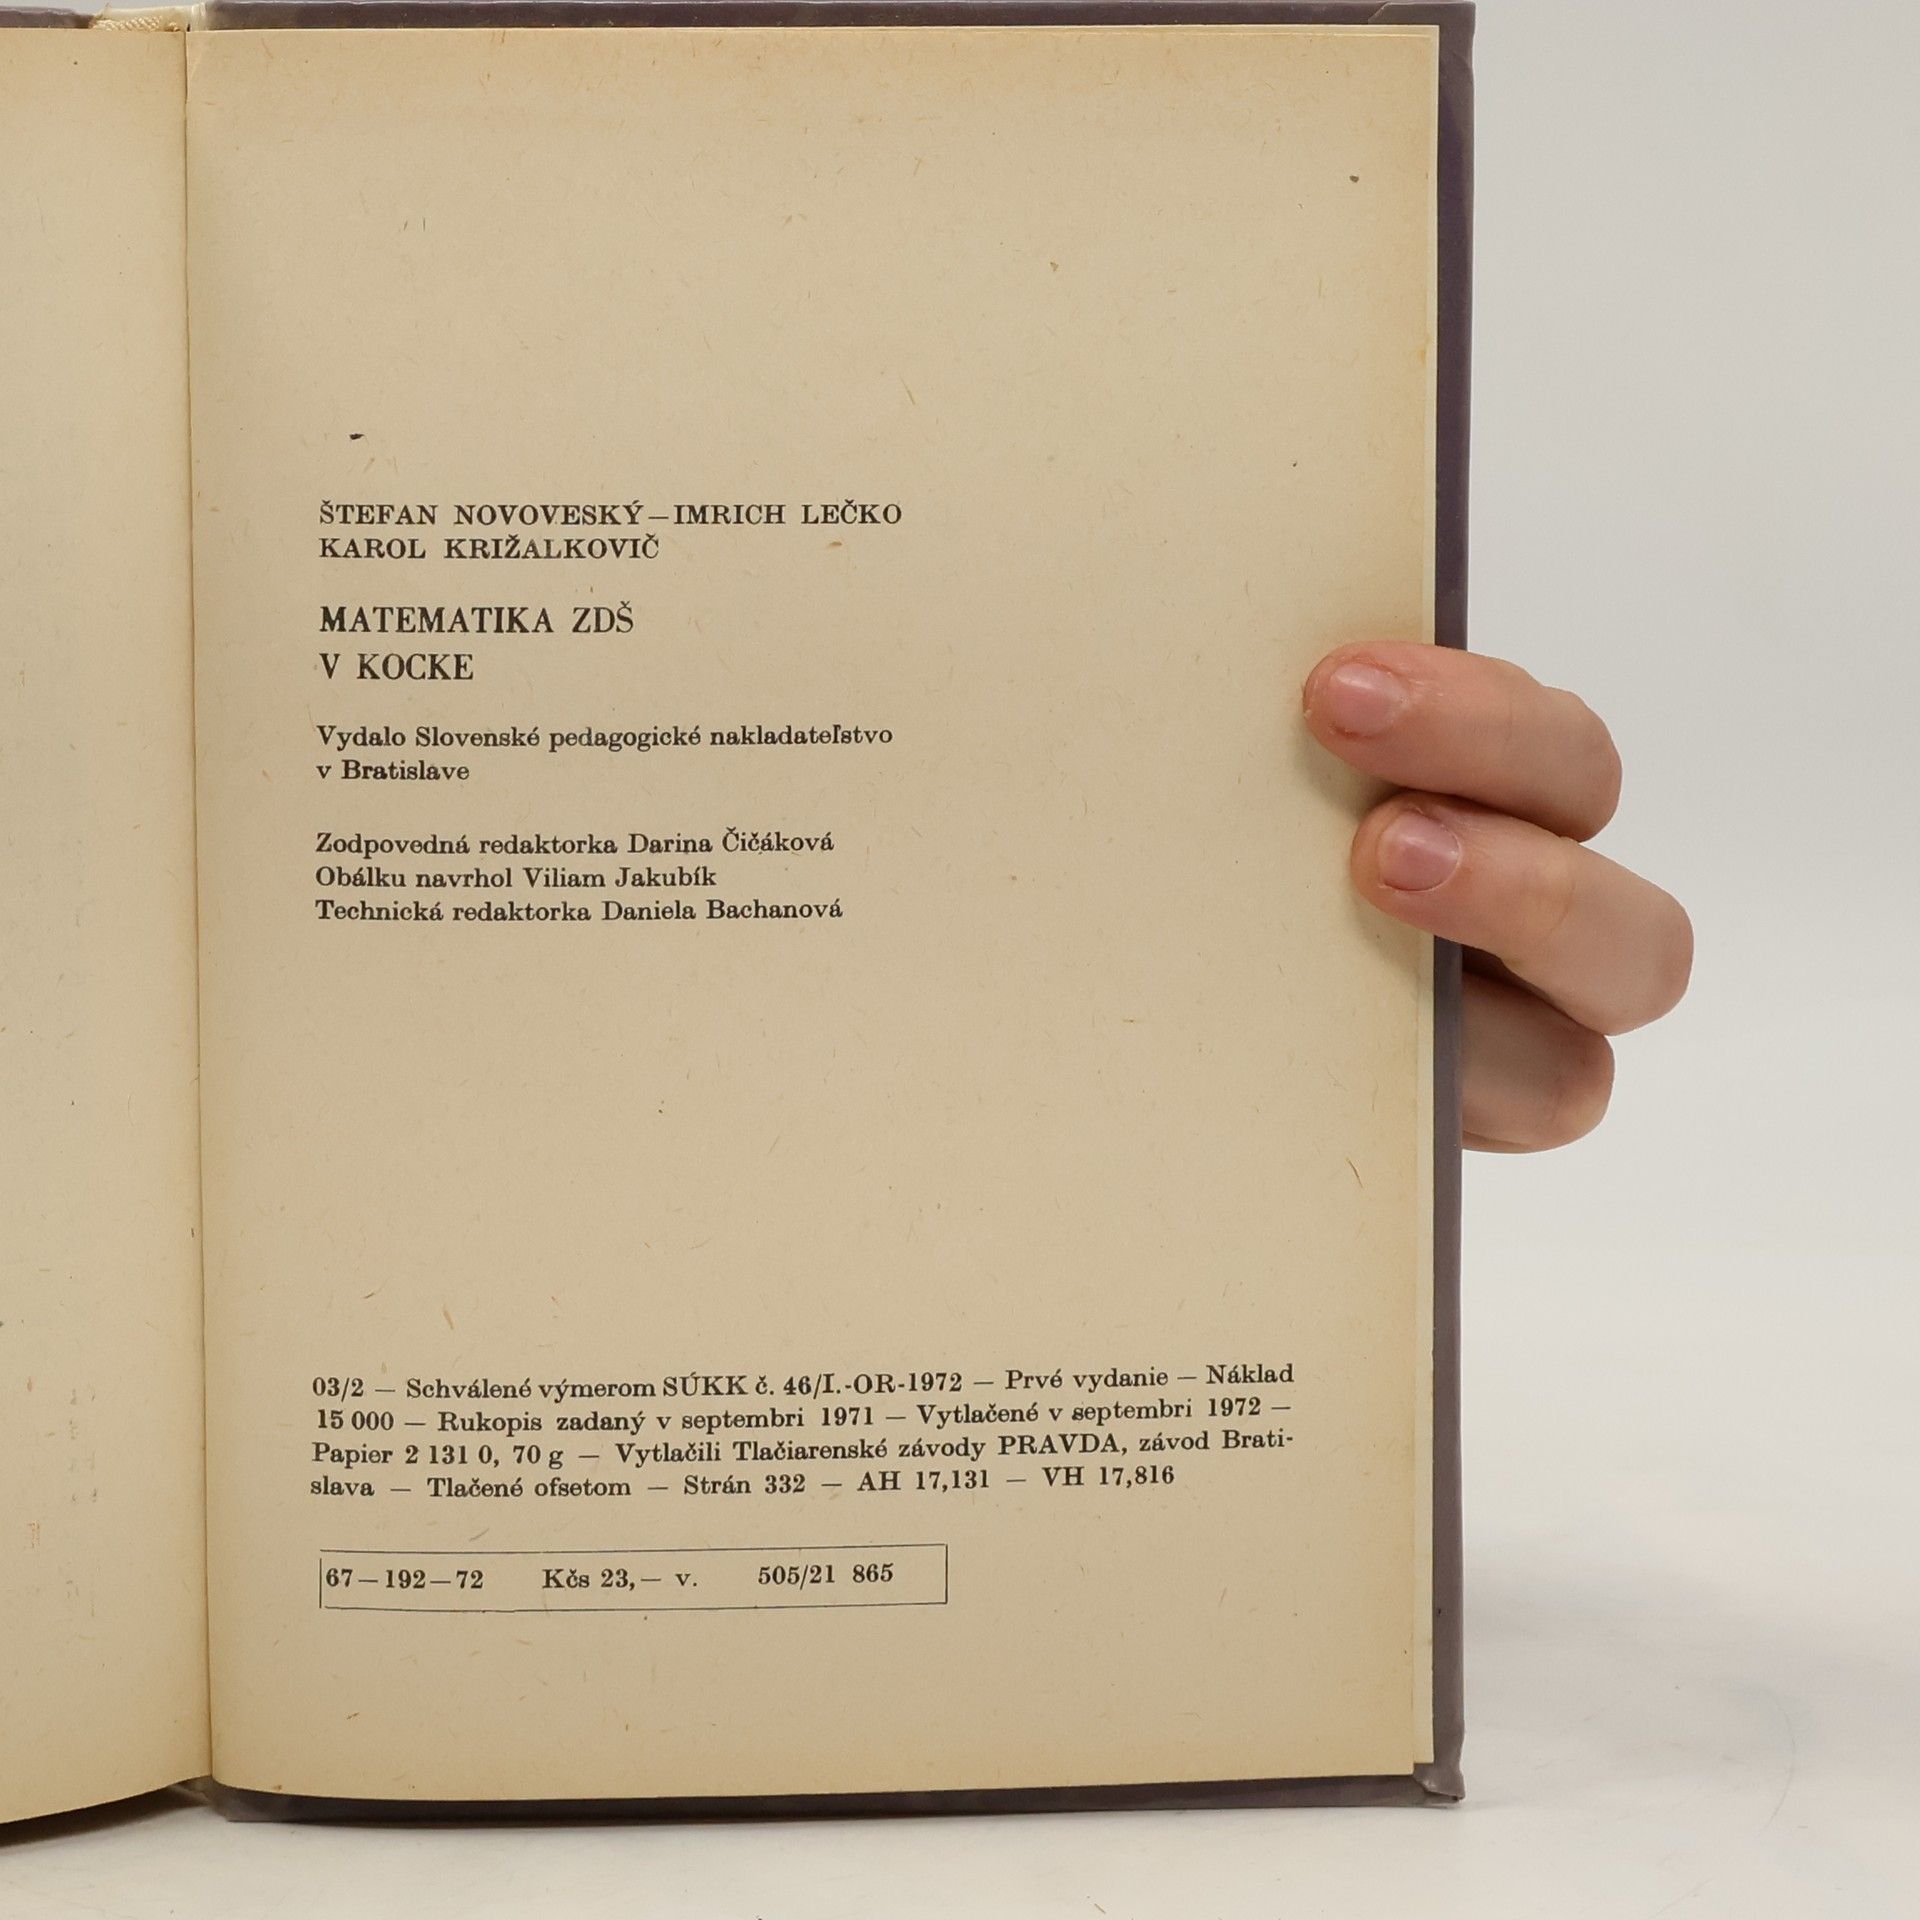 ŠTEFAN NOVOVESKÝ—IMRICH LEČKO
KAROL KRIŽALKOVIČ
MATEMATIKA ZDŠ
V KOCKE
Vydalo Slovenské pedagogické nakladateľstvo
v Bratislave
Zodpovedná redaktorka Darina Čičáková
Obálku navrhol Viliam Jakubík
Technická redaktorka Daniela Bachanová
03/2 — Schválené výmerom SÚKK č. 46/I.-OR-1972 — Prvé vydanie — Náklad
15 000 — Rukopis zadaný v septembri 1971 — Vytlačené v septembri 1972 —
Papier 2 131 0, 70 g — Vytlačili Tlačiarenské závody PRAVDA, závod Brati-
slava — Tlačené ofsetom — Strán 332 — AH 17,131 — VH 17,816
67—192—72 Kčs 23,— v. 505/21 865